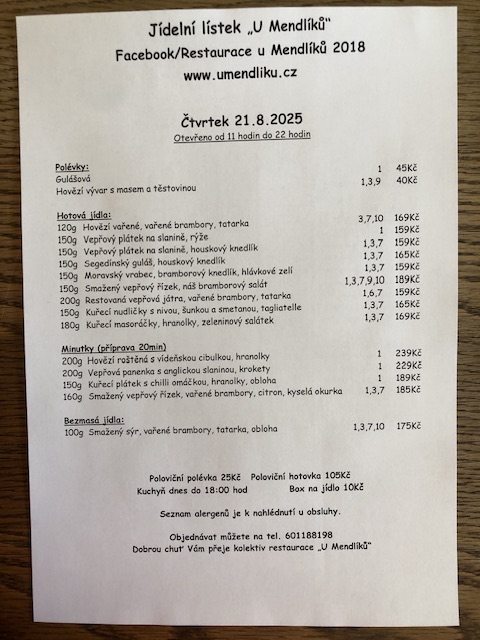 Jídelní lístek „U Mendlíků"
Facebook/Restaurace u Mendlíků 2018
www.umendliku.cz
Čtvrtek 21.8.2025
Otevřeno od 11 hodin do 22 hodin
Polévky:
Gulášová 1 45Kč
Hovězí vývar s masem a těstovinou 1,3,9 40Kč
Hotová jídla:
120g Hovězí vařené, vařené brambory, tatarka 3,7,10 169Kč
150g Vepřový plátek na slanině, rýže 1 159Kč
150g Vepřový plátek na slanině, houskový knedlík 1,3,7 159Kč
150g Segedínský guláš, houskový knedlík 1,3,7 165Kč
150g Moravský vrabec, bramborový knedlík, hlávkové zelí 1,3,7 159Kč
150g Smažený vepřový řízek, náš bramborový salát 1,3,7,9,10 189Kč
200g Restovaná vepřová játra, vařené brambory, tatarka 1,6,7 159Kč
150g Kuřecí nudličky s nivou, šunkou a smetanou, tagliatelle 1,3,7 165Kč
180g Kuřecí masoráčky, hranolky, zeleninový salátek 1,3,7 169Kč
Minutky (příprava 20min)
200g Hovězí roštěná s vídeňskou cibulkou, hranolky 1 239Kč
200g Vepřová panenka s anglickou slaninou, krokety 1 229Kč
150g Kuřecí plátek s chilli omáčkou, hranolky, obloha 1 189Kč
160g Smažený vepřový řízek, vařené brambory, citron, kyselá okurka 1,3,7 185Kč
Bezmasá jídla:
100g Smažený sýr, vařené brambory, tatarka, obloha 1,3,7,10 175Kč
Poloviční polévka 25Kč Poloviční hotovka 105Kč
Kuchyň dnes do 18:00 hod Box na jídlo 10Kč
Seznam alergenů je k nahlédnutí u obsluhy.
Objednávat můžete na tel. 601188198
Dobrou chuť Vám přeje kolektiv restaurace „U Mendlíků"